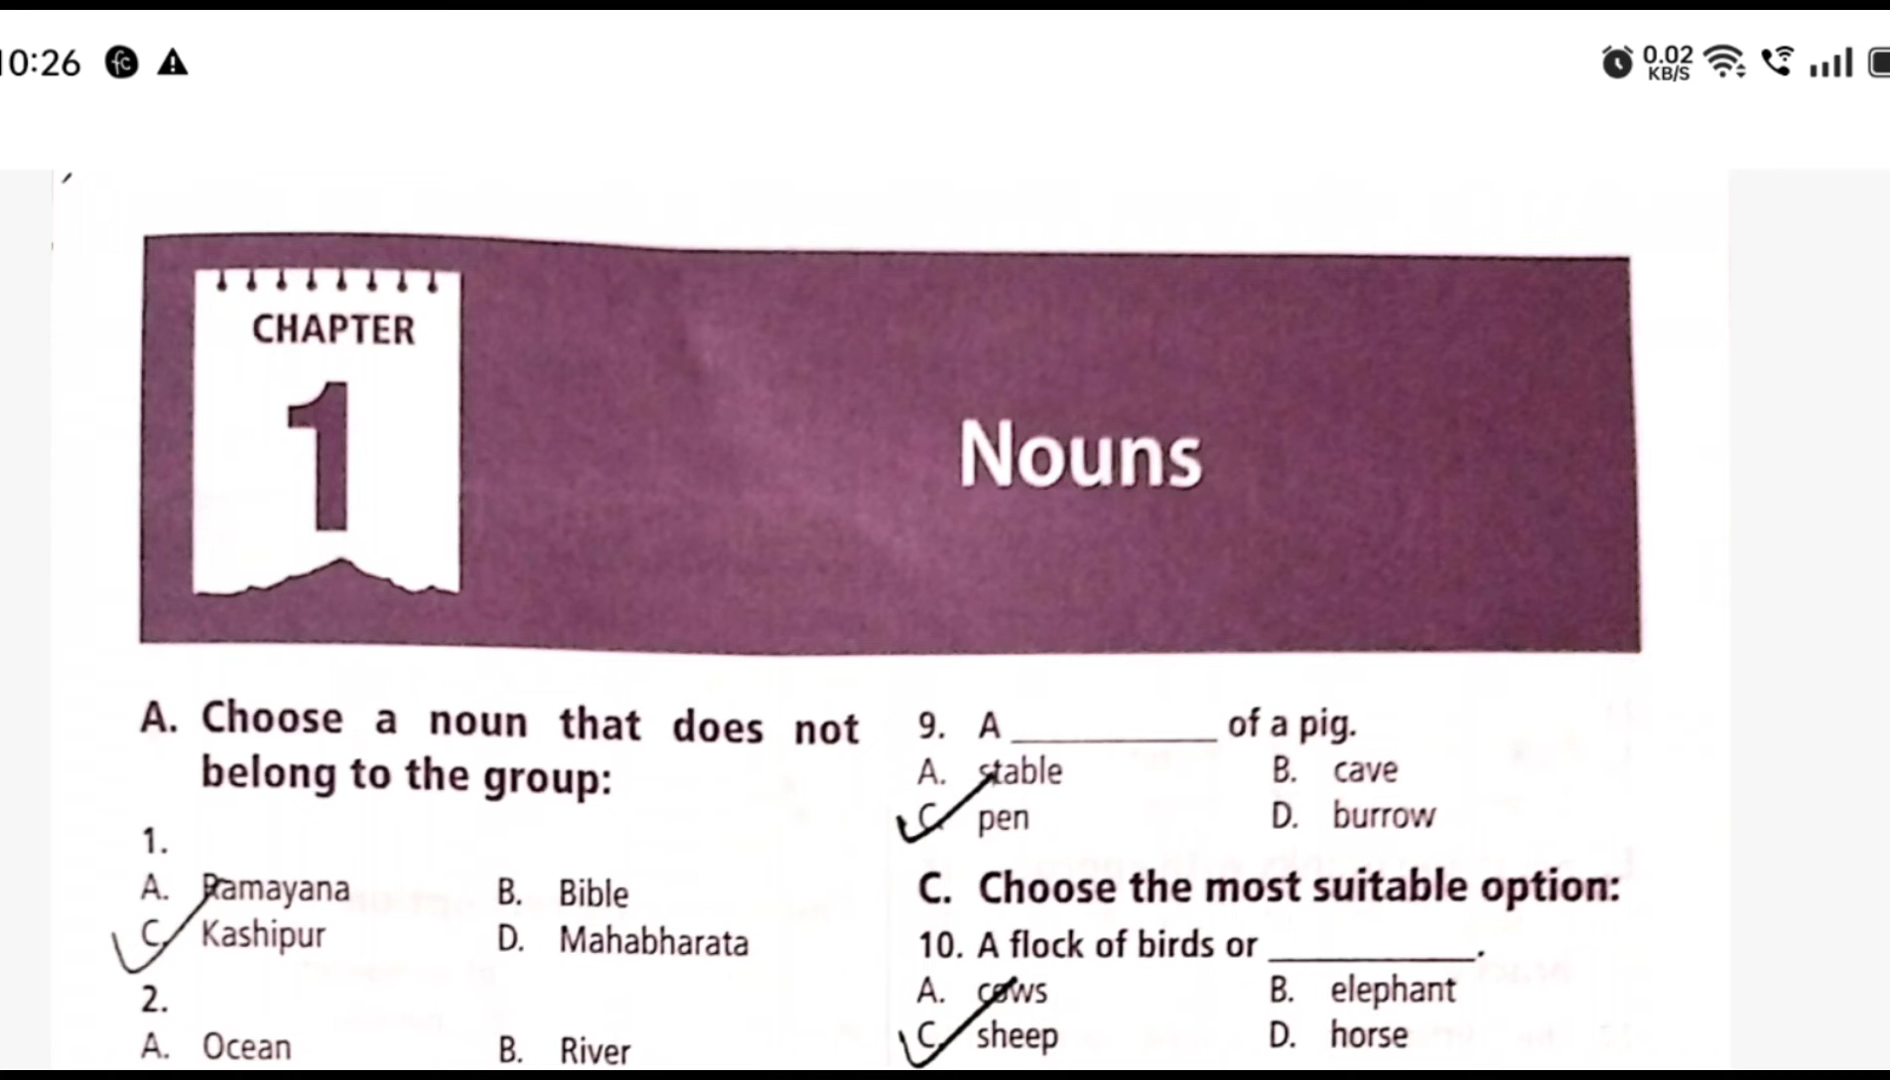 10:26
0.02
KB/S
CHAPTER
1
Nouns
A. Choose a noun that does not
belong to the group:
1.
A. Ramayana B. Bible
C. Kashipur D. Mahabharata
2.
A. Ocean B. River
9. A __________ of a pig.
A. stable B. cave
C. pen D. burrow
C. Choose the most suitable option:
10. A flock of birds or __________.
A. cows B. elephant
C. sheep D. horse